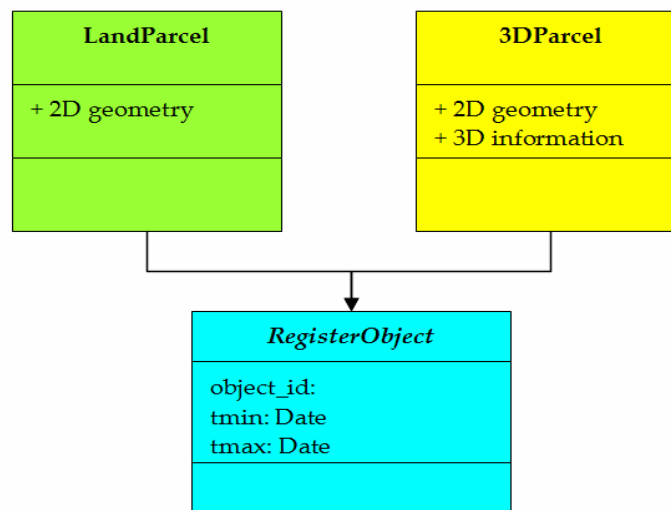 LandParcel
+ 2D geometry
3DParcel
+ 2D geometry
+ 3D information
RegisterObject
object_id:
tmin: Date
tmax: Date